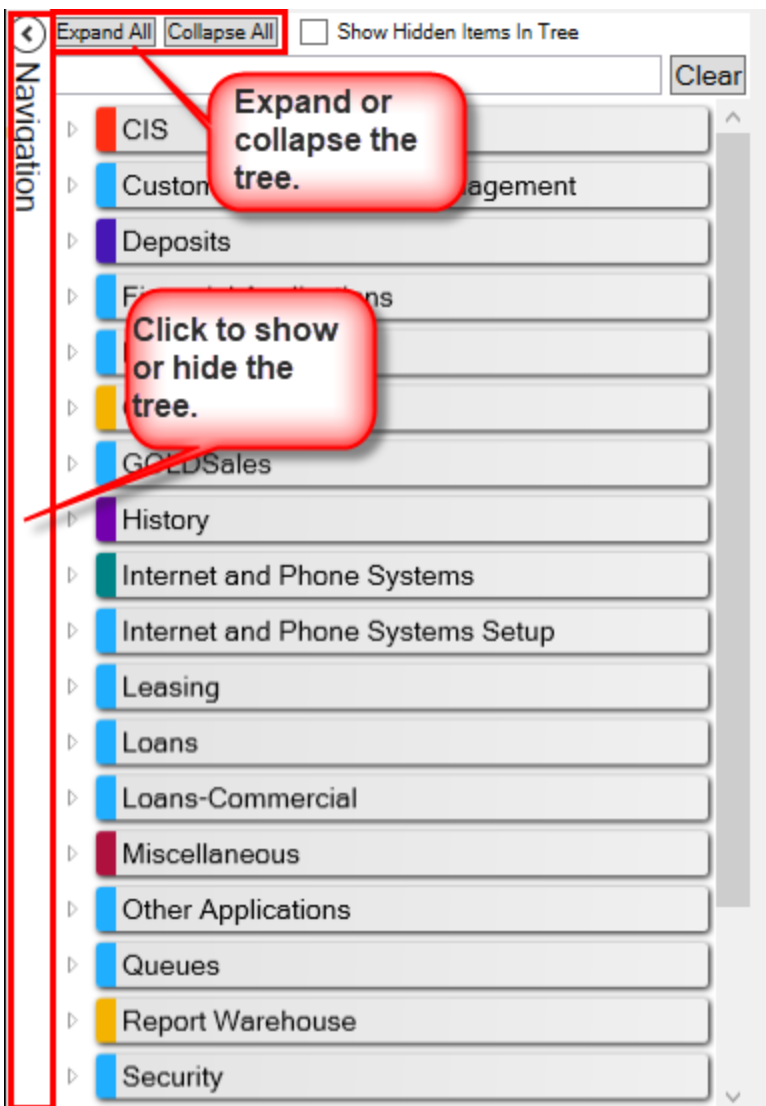 Expand All Collapse All Show Hidden Items In Tree
Navigation
Clear
Expand or
collapse the
tree.
CIS
agement
Deposits
Click to show
or hide the
tree.
GOLDSales
History
Internet and Phone Systems
Internet and Phone Systems Setup
Leasing
Loans
Loans-Commercial
Miscellaneous
Other Applications
Queues
Report Warehouse
Security